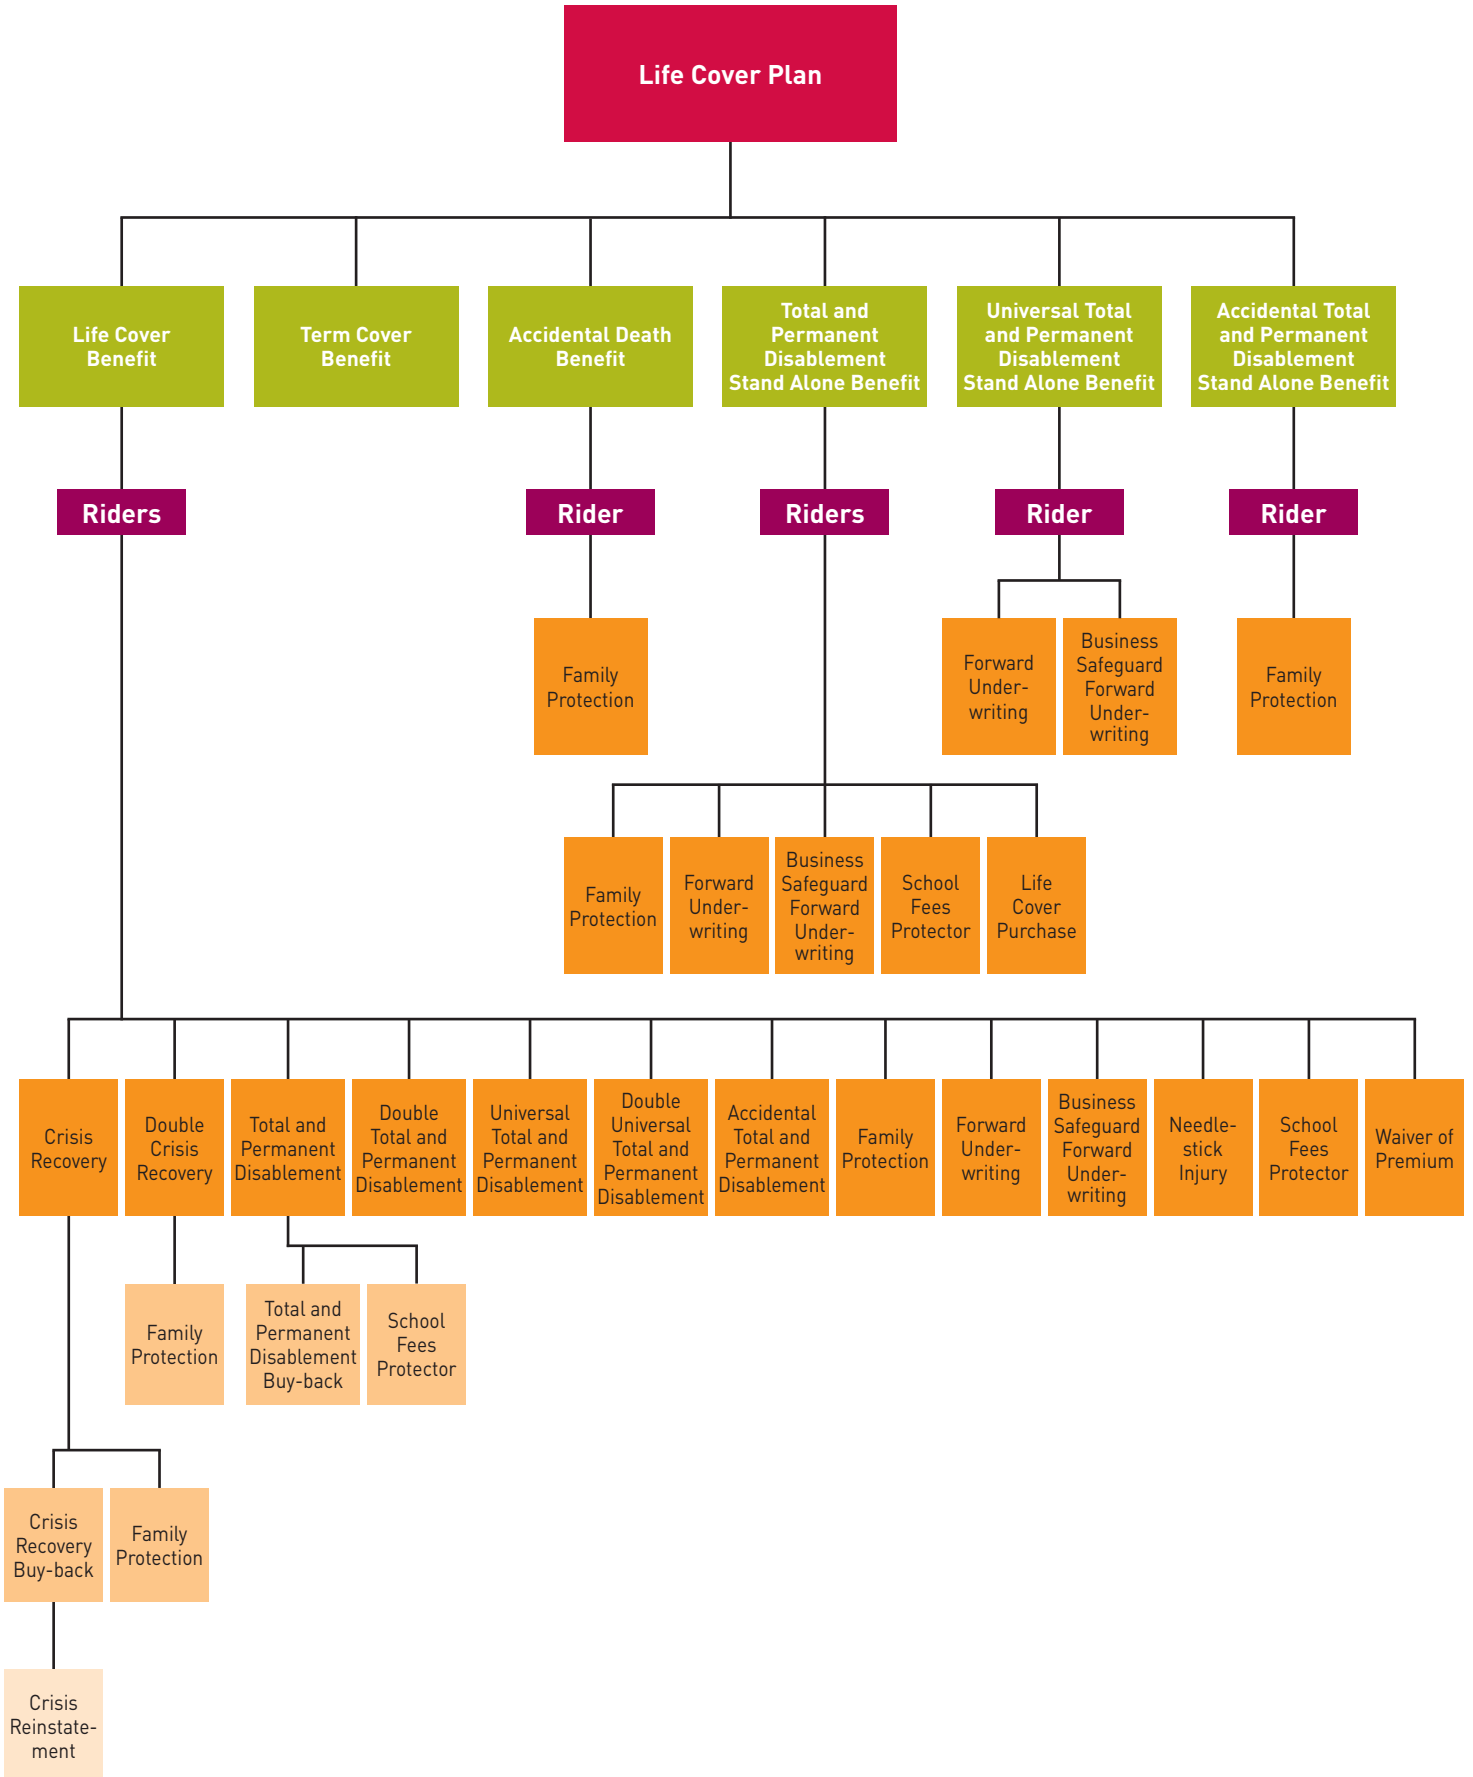 Life Cover Plan
Life Cover
Benefit
Term Cover
Benefit
Accidental Death
Benefit
Total and
Permanent
Disablement
Stand Alone Benefit
Universal Total
and Permanent
Disablement
Stand Alone Benefit
Accidental Total
and Permanent
Disablement
Stand Alone Benefit
Riders
Rider
Riders
Rider
Rider
Family
Protection
Forward
Under-
writing
Business
Safeguard
Forward
Under-
writing
Family
Protection
Family
Protection
Forward
Under-
writing
Business
Safeguard
Forward
Under-
writing
School
Fees
Protector
Life
Cover
Purchase
Crisis
Recovery
Double
Crisis
Recovery
Total and
Permanent
Disablement
Double
Total and
Permanent
Disablement
Universal
Total and
Permanent
Disablement
Double
Universal
Total and
Permanent
Disablement
Accidental
Total and
Permanent
Disablement
Family
Protection
Forward
Under-
writing
Business
Safeguard
Forward
Under-
writing
Needle-
stick
Injury
School
Fees
Protector
Waiver of
Premium
Family
Protection
Total and
Permanent
Disablement
Buy-back
School
Fees
Protector
Crisis
Recovery
Buy-back
Family
Protection
Crisis
Reinstate-
ment